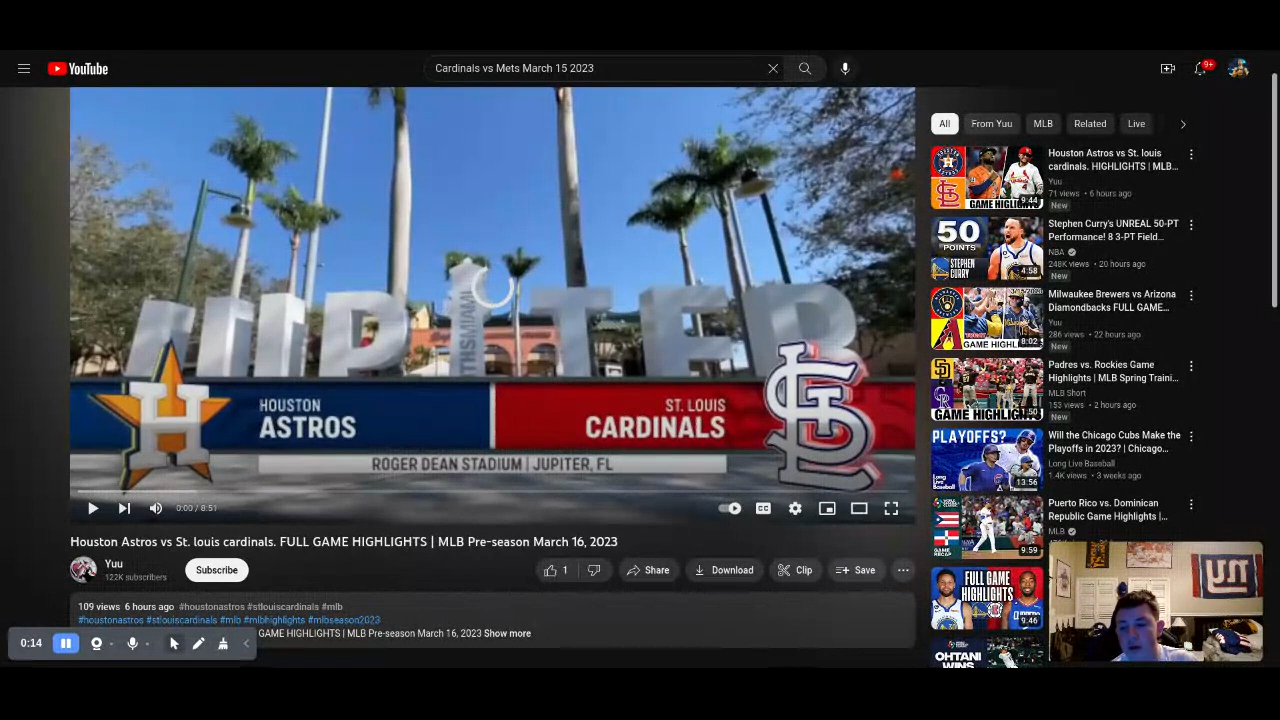 YouTube
Cardinals vs Mets March 15 2023
9+
JUPITER
HOUSTON
ASTROS
ST. LOUIS
CARDINALS
ROGER DEAN STADIUM | JUPITER, FL
0:00 / 8:51
CC
Houston Astros vs St. louis cardinals. FULL GAME HIGHLIGHTS | MLB Pre-season March 16, 2023
Yuu
122K subscribers
Subscribe
1
Share
Download
Clip
Save
109 views 6 hours ago #houstonastros #stlouiscardinals #mlb
#houstonastros #stlouiscardinals #mlb #mlbhighlights #mlbseason2023
GAME HIGHLIGHTS | MLB Pre-season March 16, 2023 Show more
0:14
All
From Yuu
MLB
Related
Live
GAME HIGHLIG
9:44
Houston Astros vs St. louis
cardinals. HIGHLIGHTS | MLB...
Yuu
71 views • 6 hours ago
New
50
POINTS
STEPHEN
CURRY
4:58
Stephen Curry's UNREAL 50-PT
Performance! 8 3-PT Field...
NBA
248K views • 20 hours ago
New
GAME HIGHLI
8:02
Milwaukee Brewers vs Arizona
Diamondbacks FULL GAME...
Yuu
286 views • 22 hours ago
New
GAME HIGHLIG
Padres vs. Rockies Game
Highlights | MLB Spring Traini...
MLB Short
153 views • 2 hours ago
New
PLAYOFFS?
Long Live
Baseball
13:56
Will the Chicago Cubs Make the
Playoffs in 2023? | Chicago...
Long Live Baseball
1.4K views • 3 weeks ago
GAME
RECAP
9:59
Puerto Rico vs. Dominican
Republic Game Highlights |...
MLB
FULL GAME
HIGHLIGHTS
9:46
OHTANI
WINS